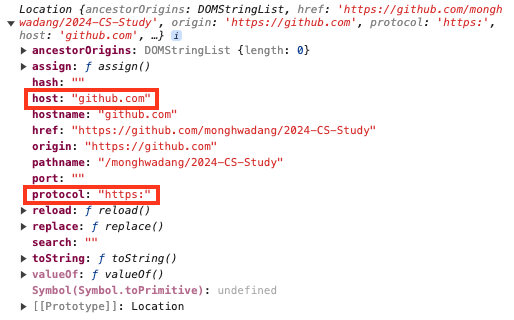 Location {ancestorOrigins: DOMStringList, href: 'https://github.com/mongh
wadang/2024-CS-Study', origin: 'https://github.com', protocol: 'https:',
host: 'github.com', …} i
ancestorOrigins: DOMStringList {length: 0}
assign: ƒ assign()
hash: ""
host: "github.com"
hostname: "github.com"
href: "https://github.com/monghwadang/2024-CS-Study"
origin: "https://github.com"
pathname: "/monghwadang/2024-CS-Study"
port: ""
protocol: "https:"
reload: ƒ reload()
replace: ƒ replace()
search: ""
toString: ƒ toString()
valueOf: ƒ valueOf()
Symbol(Symbol.toPrimitive): undefined
[[Prototype]]: Location